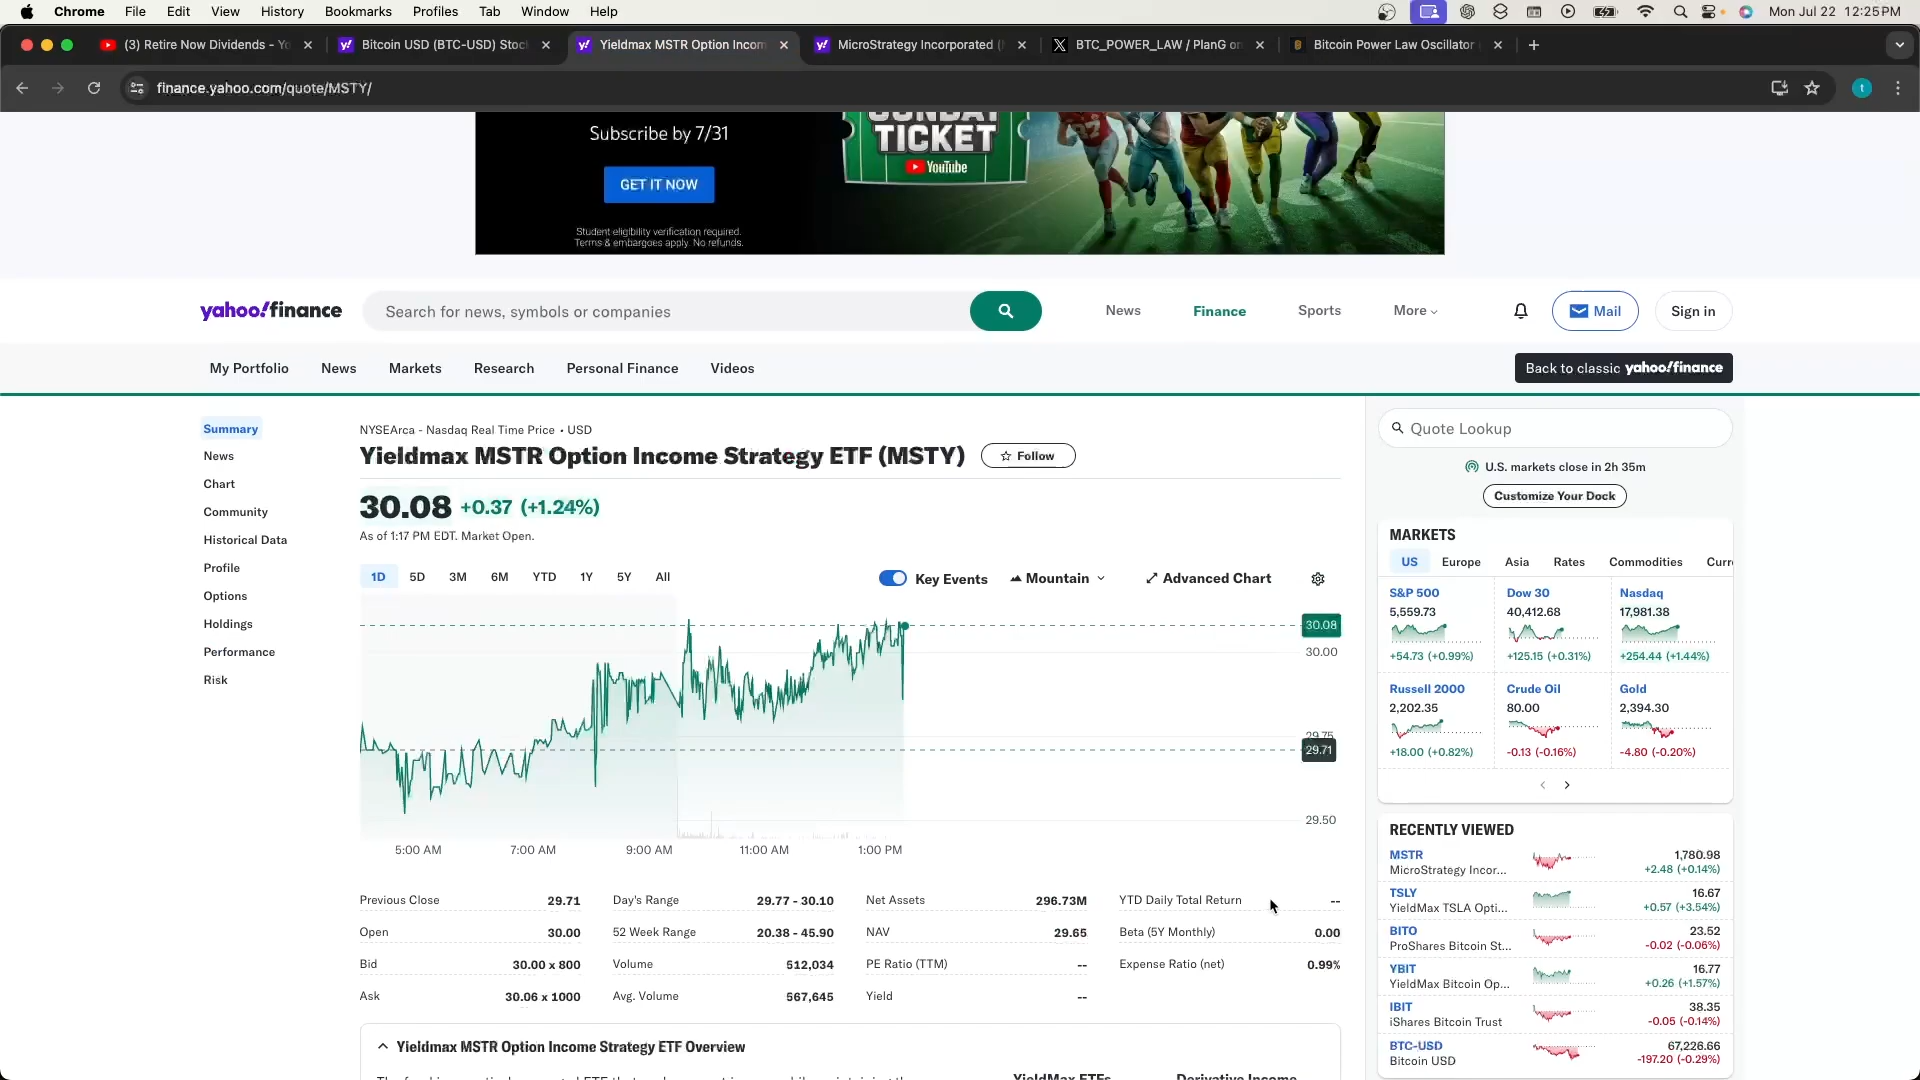 Chrome File Edit View History Bookmarks Profiles Tab Window Help Mon Jul 22 12:25 PM
(3) Retire Now Dividends - Yo
Bitcoin USD (BTC-USD) Stoc
Yieldmax MSTR Option Incom
MicroStrategy Incorporated (
BTC_POWER_LAW / PlanG on
Bitcoin Power Law Oscillator
finance.yahoo.com/quote/MSTY/
t
SUNDAY
Subscribe by 7/31
TICKET
YouTube
GET IT NOW
Student eligibility verification required.
Terms & embargoes apply. No refunds.
yahoo!finance
Search for news, symbols or companies
News Finance Sports More
Mail
Sign in
My Portfolio News Markets Research Personal Finance Videos
Back to classic yahoo!finance
Summary
News
Chart
Community
Historical Data
Profile
Options
Holdings
Performance
Risk
NYSEArca - Nasdaq Real Time Price • USD
Yieldmax MSTR Option Income Strategy ETF (MSTY)
Follow
30.08 +0.37 (+1.24%)
As of 1:17 PM EDT. Market Open.
1D 5D 3M 6M YTD 1Y 5Y All
Key Events
Mountain
Advanced Chart
30.08
30.00
29.75
29.71
29.50
5:00 AM 7:00 AM 9:00 AM 11:00 AM 1:00 PM
Previous Close 29.71 Day's Range 29.77 - 30.10 Net Assets 296.73M YTD Daily Total Return --
Open 30.00 52 Week Range 20.38 - 45.90 NAV 29.65 Beta (5Y Monthly) 0.00
Bid 30.00 x 800 Volume 512,034 PE Ratio (TTM) -- Expense Ratio (net) 0.99%
Ask 30.06 x 1000 Avg. Volume 567,645 Yield --
Yieldmax MSTR Option Income Strategy ETF Overview
YieldMax ETFs Derivative Income
Quote Lookup
U.S. markets close in 2h 35m
Customize Your Dock
MARKETS
US Europe Asia Rates Commodities Curr
S&P 500 Dow 30 Nasdaq
5,559.73 40,412.68 17,981.38
+54.73 (+0.99%) +125.15 (+0.31%) +254.44 (+1.44%)
Russell 2000 Crude Oil Gold
2,202.35 80.00 2,394.30
+18.00 (+0.82%) -0.13 (-0.16%) -4.80 (-0.20%)
RECENTLY VIEWED
MSTR 1,780.98
MicroStrategy Incor... +2.48 (+0.14%)
TSLY 16.67
YieldMax TSLA Opti... +0.57 (+3.54%)
BITO 23.52
ProShares Bitcoin St... -0.02 (-0.06%)
YBIT 16.77
YieldMax Bitcoin Op... +0.26 (+1.57%)
IBIT 38.35
iShares Bitcoin Trust -0.05 (-0.14%)
BTC-USD 67,226.66
Bitcoin USD -197.20 (-0.29%)